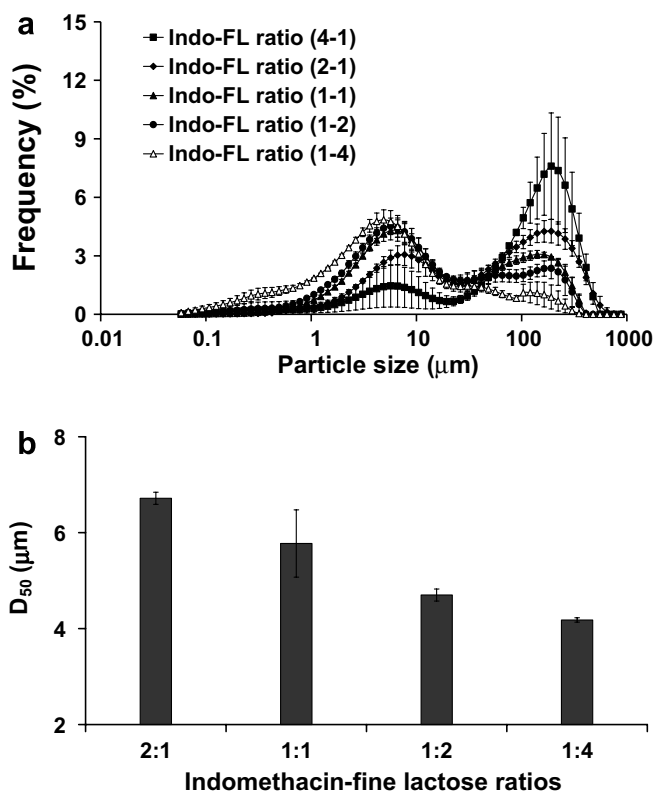 a
Frequency (%)
15
12
9
6
3
0
Indo-FL ratio (4-1)
Indo-FL ratio (2-1)
Indo-FL ratio (1-1)
Indo-FL ratio (1-2)
Indo-FL ratio (1-4)
0.01 0.1 1 10 100 1000
Particle size (μm)
b
D50 (μm)
8
6
4
2
2:1 1:1 1:2 1:4
Indomethacin-fine lactose ratios